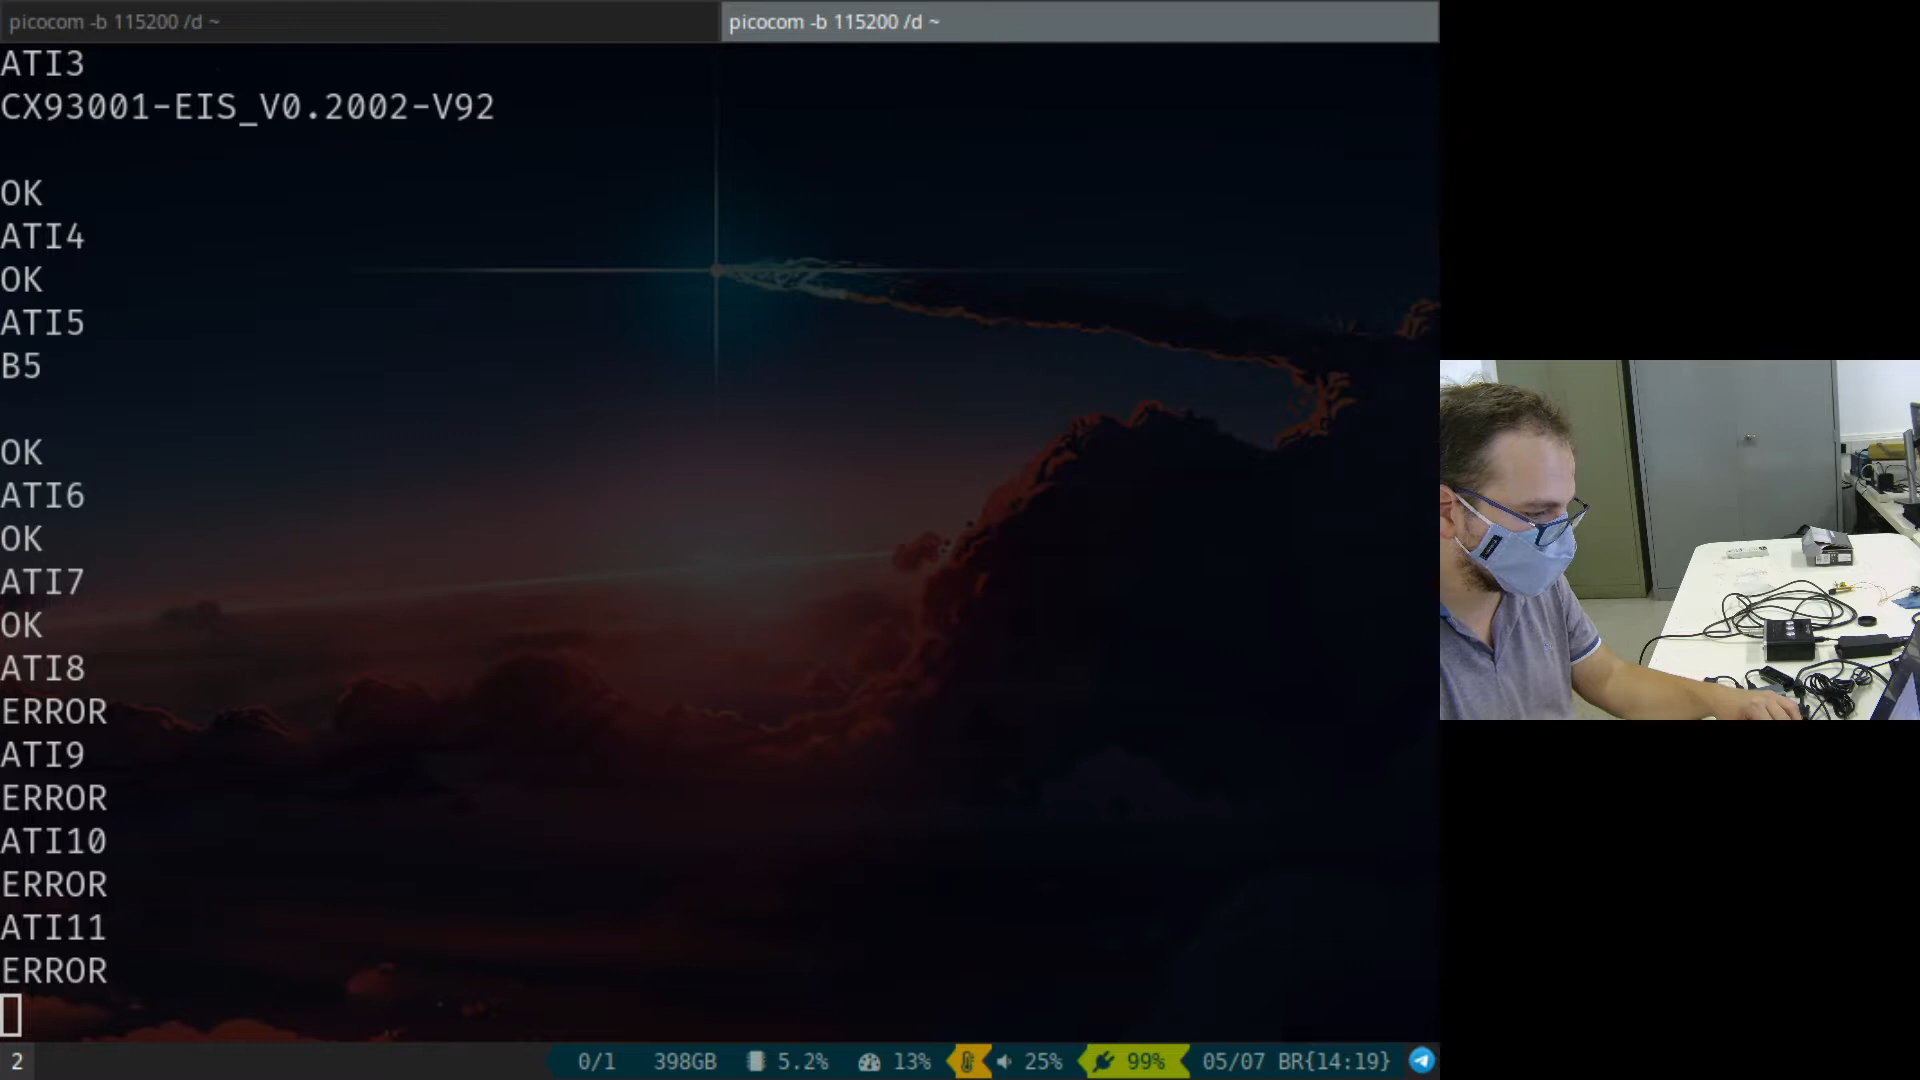 picocom -b 115200 /d ~
picocom -b 115200 /d ~
ATI3
CX93001-EIS_V0.2002-V92
OK
ATI4
OK
ATI5
B5
OK
ATI6
OK
ATI7
OK
ATI8
ERROR
ATI9
ERROR
ATI10
ERROR
ATI11
ERROR
2
0/1 398GB 5.2% 13% 25% 99% 05/07 BR{14:19}